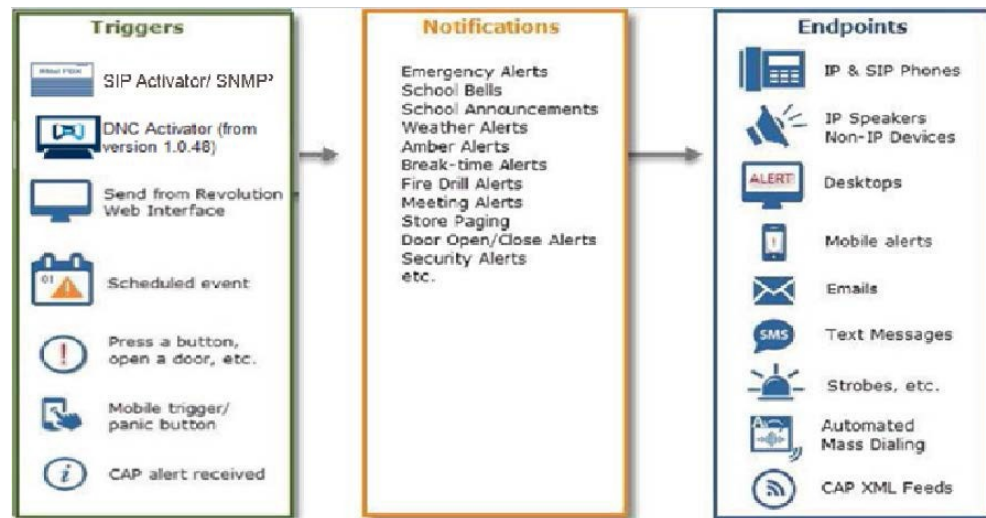 Triggers
SIP Activator/ SNMP²
DNC Activator (from
version 1.0.48)
Send from Revolution
Web Interface
01
Scheduled event
!
Press a button,
open a door, etc.
Mobile trigger/
panic button
i
CAP alert received
Notifications
Emergency Alerts
School Bells
School Announcements
Weather Alerts
Amber Alerts
Break-time Alerts
Fire Drill Alerts
Meeting Alerts
Store Paging
Door Open/Close Alerts
Security Alerts
etc.
Endpoints
IP & SIP Phones
IP Speakers
Non-IP Devices
ALERT!
Desktops
Mobile alerts
Emails
SMS
Text Messages
Strobes, etc.
Automated
Mass Dialing
CAP XML Feeds